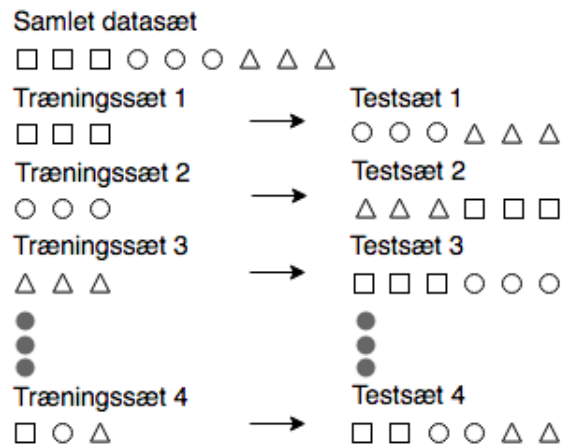 Samlet datasæt
Træningssæt 1
Testsæt 1
Træningssæt 2
Testsæt 2
Træningssæt 3
Testsæt 3
Træningssæt 4
Testsæt 4